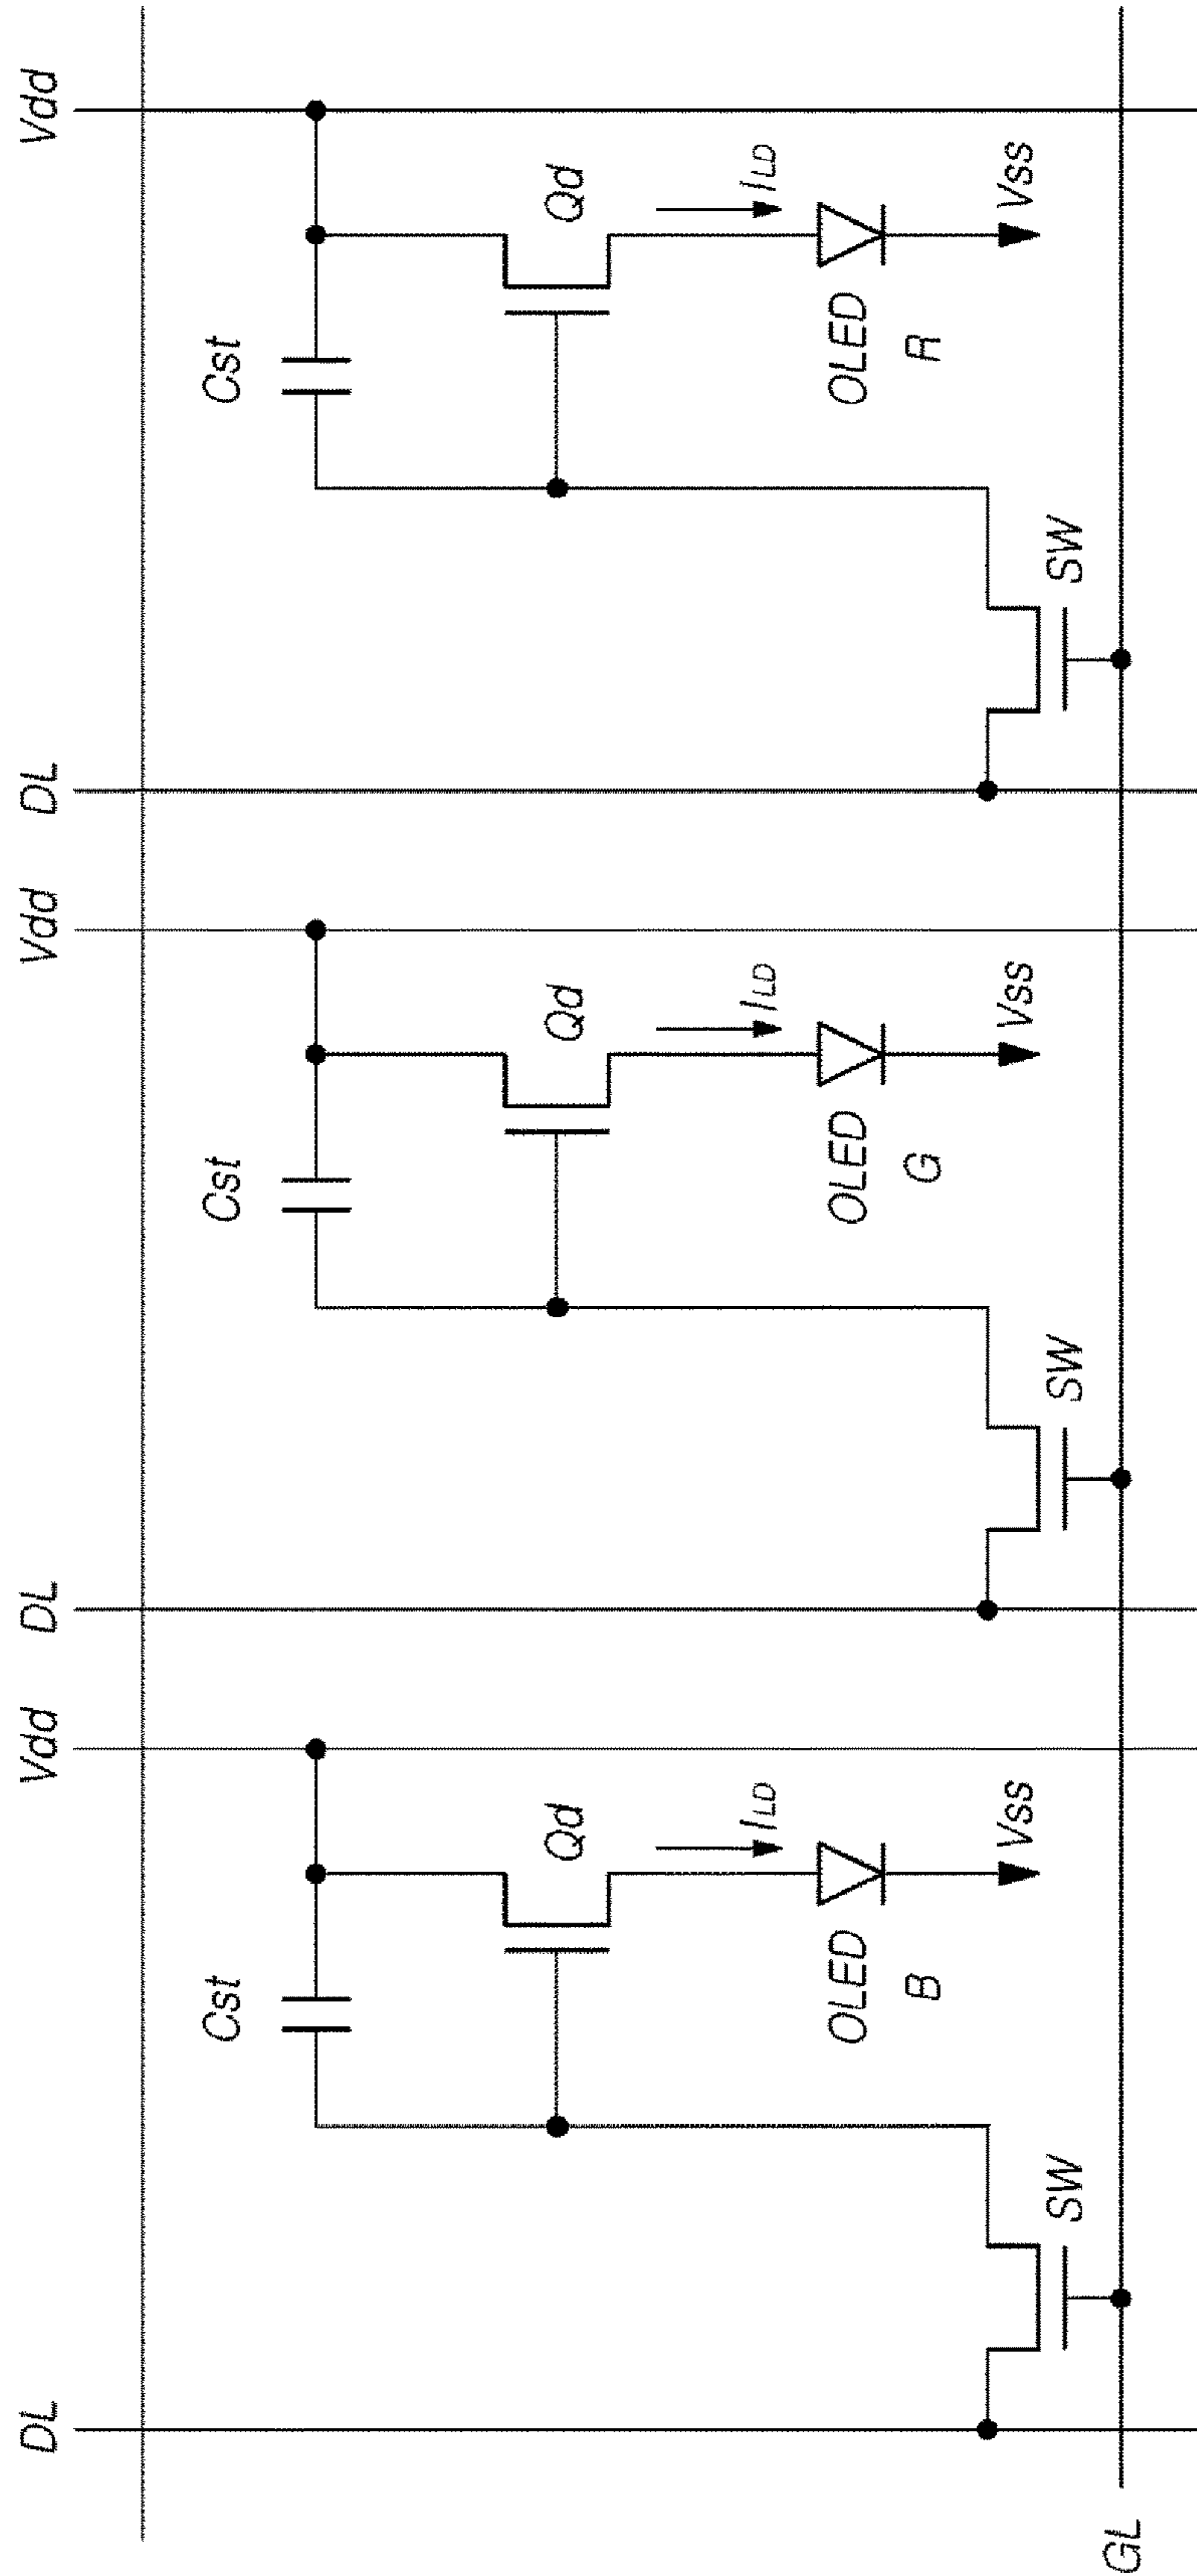 DL
Vdd
DL
Vdd
DL
Vdd
Cst
Cst
Cst
Qd
Qd
Qd
ILD
ILD
ILD
OLED
B
OLED
G
OLED
R
Vss
Vss
Vss
SW
SW
SW
GL